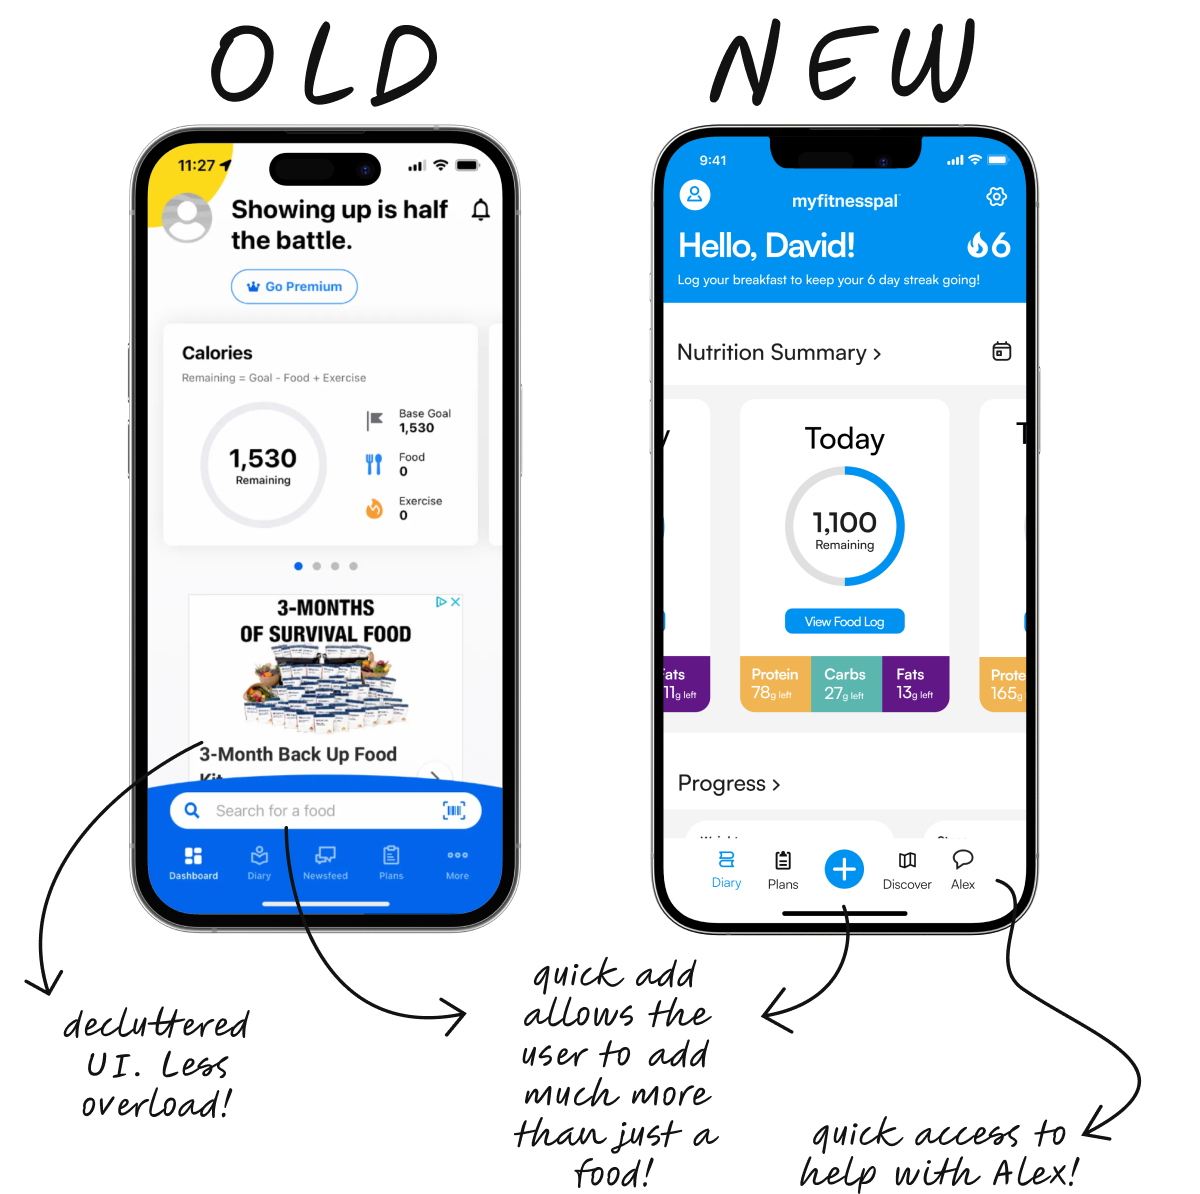 OLD
NEW
11:27
Showing up is half
the battle.
Go Premium
Calories
Remaining = Goal - Food + Exercise
1,530
Remaining
Base Goal
1,530
Food
0
Exercise
0
3-MONTHS
OF SURVIVAL FOOD
3-Month Back Up Food
Kit
Search for a food
Dashboard
Diary
Newsfeed
Plans
More
9:41
myfitnesspal
Hello, David!
6
Log your breakfast to keep your 6 day streak going!
Nutrition Summary >
y
Today
T
1,100
Remaining
View Food Log
Fats
11g left
Protein
78g left
Carbs
27g left
Fats
13g left
Prote
165g
Progress >
Diary
Plans
Discover
Alex
decluttered
UI. Less
overload!
quick add
allows the
user to add
much more
than just a
food!
quick access to
help with Alex!